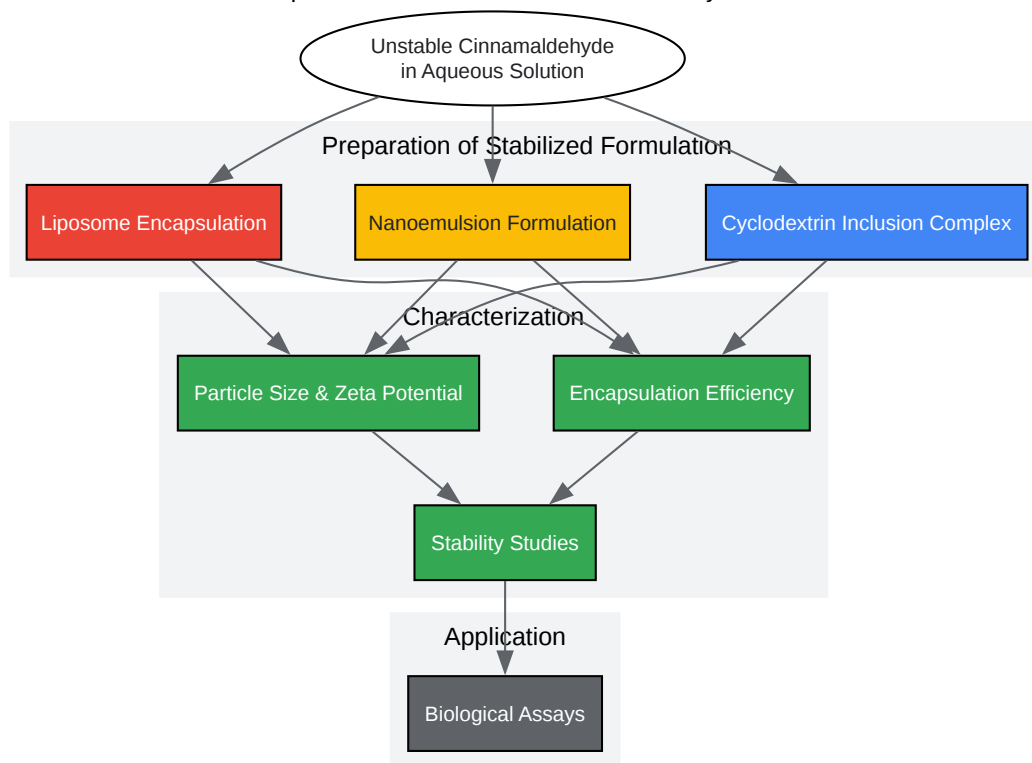 Unstable Cinnamaldehyde
in Aqueous Solution
Preparation of Stabilized Formulation
Liposome Encapsulation
Nanoemulsion Formulation
Cyclodextrin Inclusion Complex
Characterization
Particle Size & Zeta Potential
Encapsulation Efficiency
Stability Studies
Application
Biological Assays